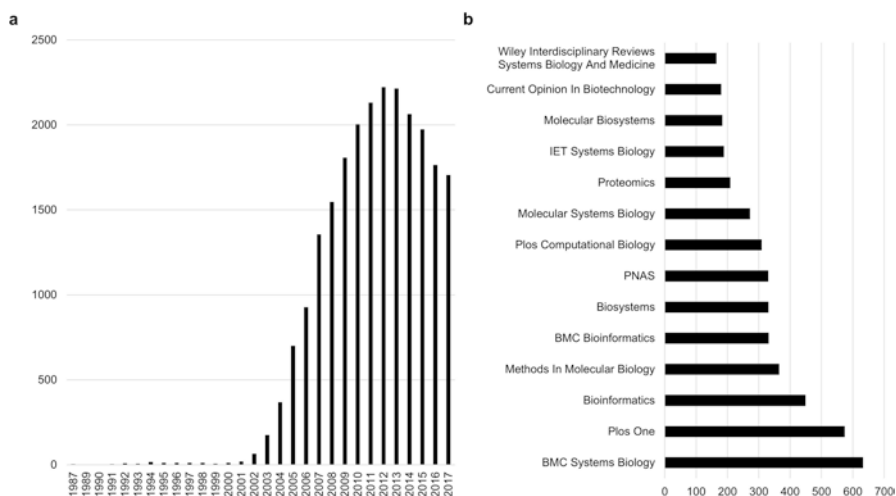 a
2500
2000
1500
1000
500
0
1987
1989
1990
1991
1992
1993
1994
1995
1996
1997
1998
1999
2000
2001
2002
2003
2004
2005
2006
2007
2008
2009
2010
2011
2012
2013
2014
2015
2016
2017
b
Wiley Interdisciplinary Reviews
Systems Biology And Medicine
Current Opinion In Biotechnology
Molecular Biosystems
IET Systems Biology
Proteomics
Molecular Systems Biology
Plos Computational Biology
PNAS
Biosystems
BMC Bioinformatics
Methods In Molecular Biology
Bioinformatics
Plos One
BMC Systems Biology
0 100 200 300 400 500 600 700